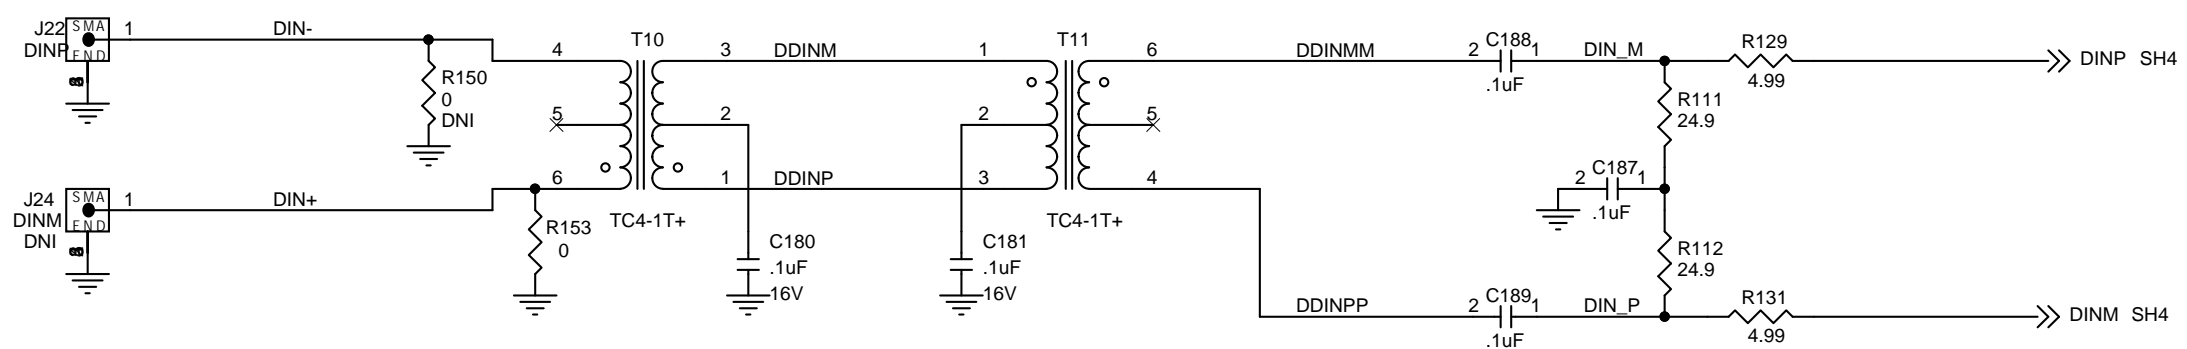 J22
DINP
SMA
END
1
DIN-
R150
0
DNI
J24
DINM
DNI
SMA
END
1
DIN+
R153
0
T10
4
5
6
3
2
1
TC4-1T+
DDINM
DDINP
C180
.1uF
16V
C181
.1uF
16V
T11
1
2
3
6
5
4
TC4-1T+
DDINMM
DDINPP
2
C188
1
.1uF
DIN_M
R129
4.99
DINP SH4
R111
24.9
2
C187
1
.1uF
R112
24.9
2
C189
1
.1uF
DIN_P
R131
4.99
DINM SH4